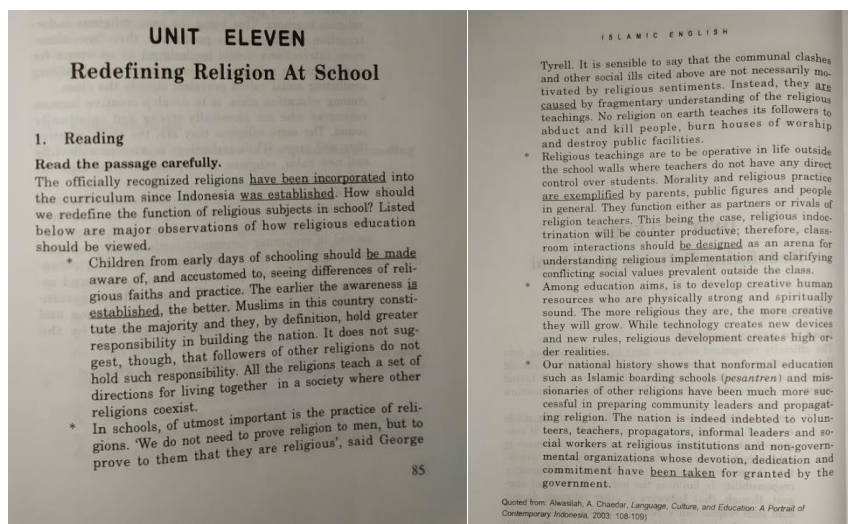 UNIT ELEVEN
Redefining Religion At School
1. Reading
Read the passage carefully.
The officially recognized religions have been incorporated into
the curriculum since Indonesia was established. How should
we redefine the function of religious subjects in school? Listed
below are major observations of how religious education
should be viewed.
* Children from early days of schooling should be made
aware of, and accustomed to, seeing differences of reli-
gious faiths and practice. The earlier the awareness is
established, the better. Muslims in this country consti-
tute the majority and they, by definition, hold greater
responsibility in building the nation. It does not sug-
gest, though, that followers of other religions do not
hold such responsibility. All the religions teach a set of
directions for living together in a society where other
religions coexist.
* In schools, of utmost important is the practice of reli-
gions. 'We do not need to prove religion to men, but to
prove to them that they are religious', said George
85
ISLAMIC ENGLISH
Tyrell. It is sensible to say that the communal clashes
and other social ills cited above are not necessarily mo-
tivated by religious sentiments. Instead, they are
caused by fragmentary understanding of the religious
teachings. No religion on earth teaches its followers to
abduct and kill people, burn houses of worship
and destroy public facilities.
* Religious teachings are to be operative in life outside
the school walls where teachers do not have any direct
control over students. Morality and religious practice
are exemplified by parents, public figures and people
in general. They function either as partners or rivals of
religion teachers. This being the case, religious indoc-
trination will be counter productive; therefore, class-
room interactions should be designed as an arena for
understanding religious implementation and clarifying
conflicting social values prevalent outside the class.
* Among education aims, is to develop creative human
resources who are physically strong and spiritually
sound. The more religious they are, the more creative
they will grow. While technology creates new devices
and new rules, religious development creates high or-
der realities.
* Our national history shows that nonformal education
such as Islamic boarding schools (pesantren) and mis-
sionaries of other religions have been much more suc-
cessful in preparing community leaders and propagat-
ing religion. The nation is indeed indebted to volun-
teers, teachers, propagators, informal leaders and so-
cial workers at religious institutions and non-govern-
mental organizations whose devotion, dedication and
commitment have been taken for granted by the
government.
Quoted from: Alwasilah, A. Chaedar, Language, Culture, and Education: A Portrait of
Contemporary Indonesia, 2003: 108-109)